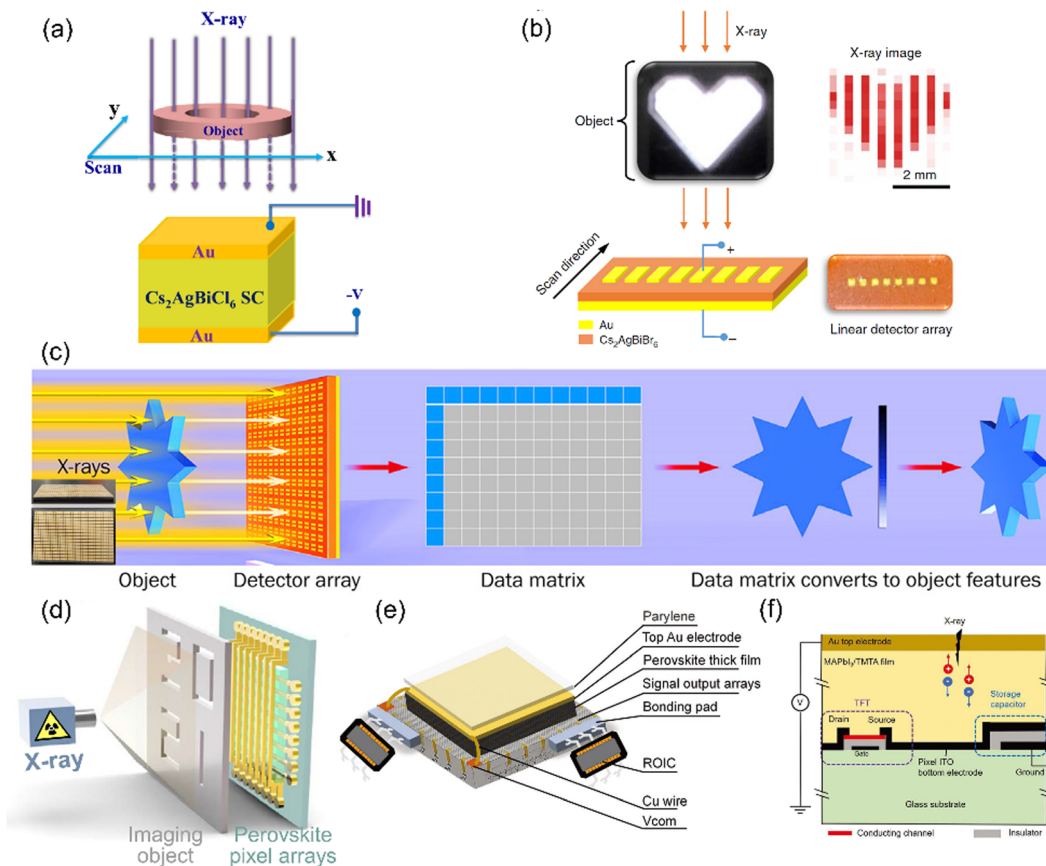 (a)
X-ray
y
Object
Scan
x
Au
Cs₂AgBiCl₆ SC
-V
Au
(b)
X-ray
X-ray image
Object
2 mm
Scan direction
+
Au
Cs₂AgBiBr₆
−
Linear detector array
(c)
X-rays
Object
Detector array
Data matrix
Data matrix converts to object features
(d)
X-ray
Imaging
object
Perovskite
pixel arrays
(e)
Parylene
Top Au electrode
Perovskite thick film
Signal output arrays
Bonding pad
ROIC
Cu wire
Vcom
(f)
X-ray
Au top electrode
MAPbI₃/TMTA film
+
−
+
−
Storage
capacitor
V
TFT
Drain
Source
Gate
Pixel ITO
bottom electrode
Ground
Glass substrate
Conducting channel
Insulator